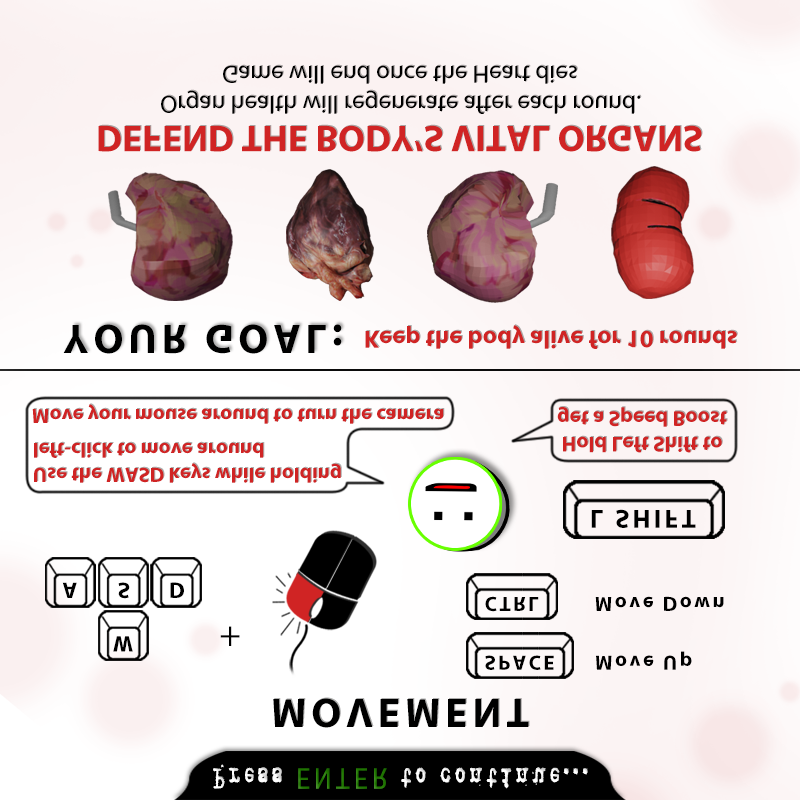 Press ENTER to continue...
MOVEMENT
W
A S D
+
SPACE Move Up
CTRL Move Down
L SHIFT
Use the WASD Keys while holding
left-click to move around
Move your mouse around to turn the camera
Hold Left Shift to
get a Speed Boost
YOUR GOAL: Keep the body alive for 10 rounds
DEFEND THE BODY'S VITAL ORGANS
Organ health will regenerate after each round.
Game will end once the Heart dies